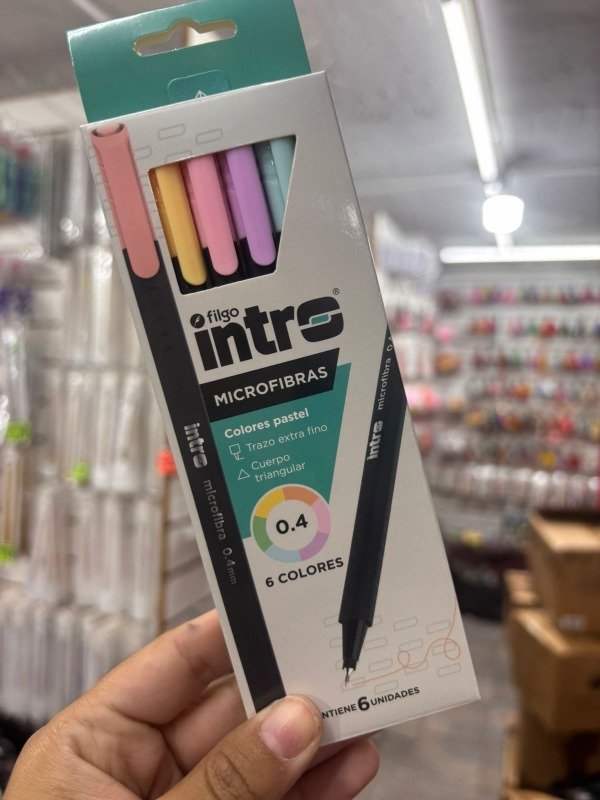 filgo
intro®
MICROFIBRAS
Colores pastel
Trazo extra fino
Cuerpo
triangular
0.4
6 COLORES
intro microfibra 0.4mm
intro microfibra 0.4
NTIENE 6 UNIDADES